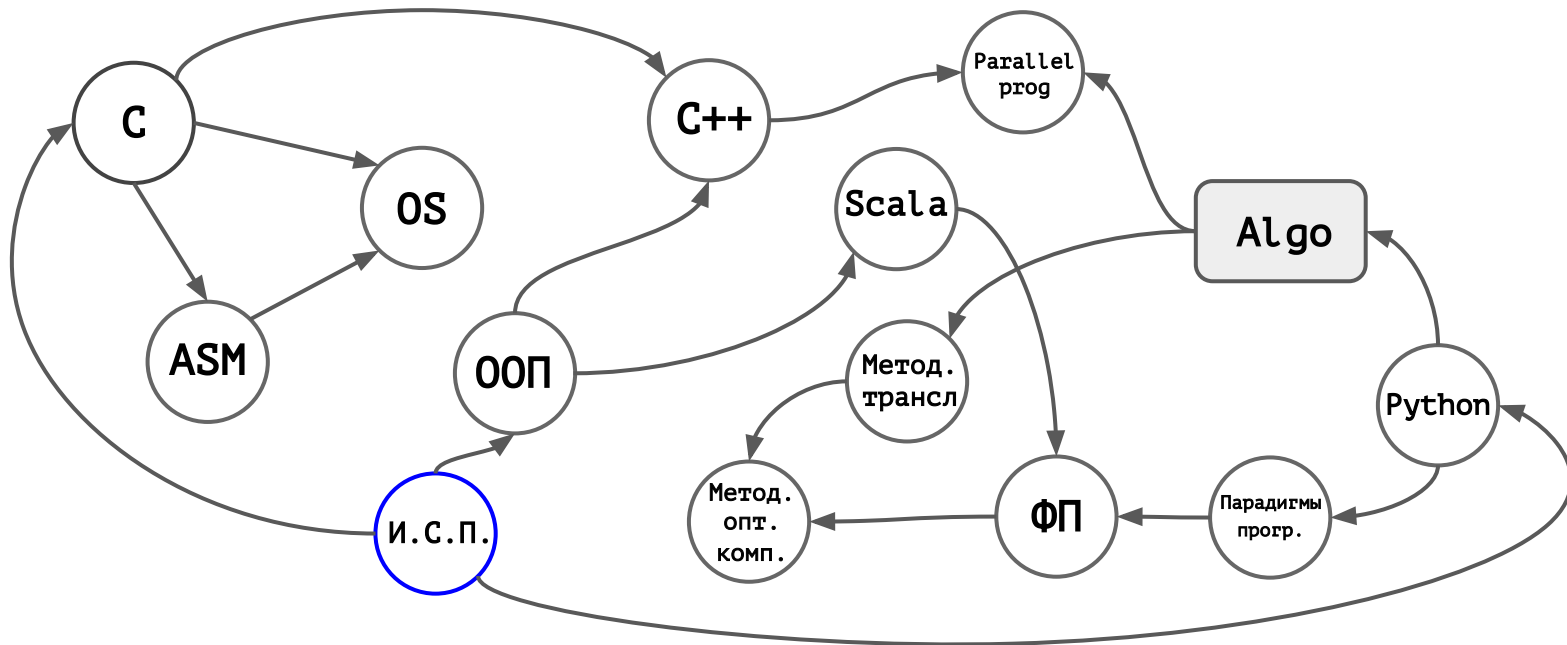 C
C++
Parallel
prog
OS
Scala
Algo
ASM
ООП
Метод.
трансл
Python
И.С.П.
Метод.
опт.
комп.
ФП
Парадигмы
прогр.